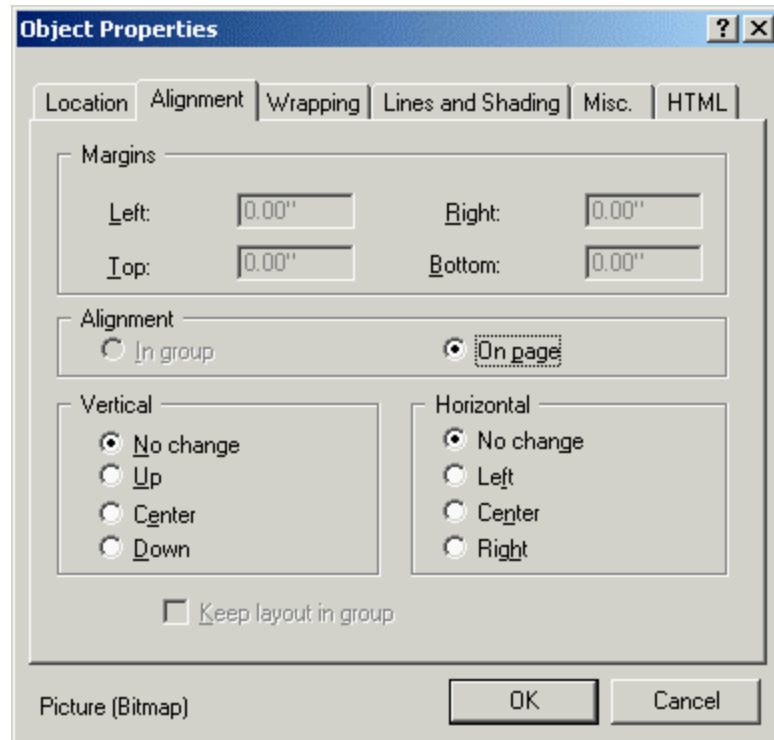 Object Properties
Location Alignment Wrapping Lines and Shading Misc. HTML
Margins
Left: 0.00" Right: 0.00"
Top: 0.00" Bottom: 0.00"
Alignment
In group On page
Vertical Horizontal
No change No change
Up Left
Center Center
Down Right
Keep layout in group
Picture (Bitmap) OK Cancel